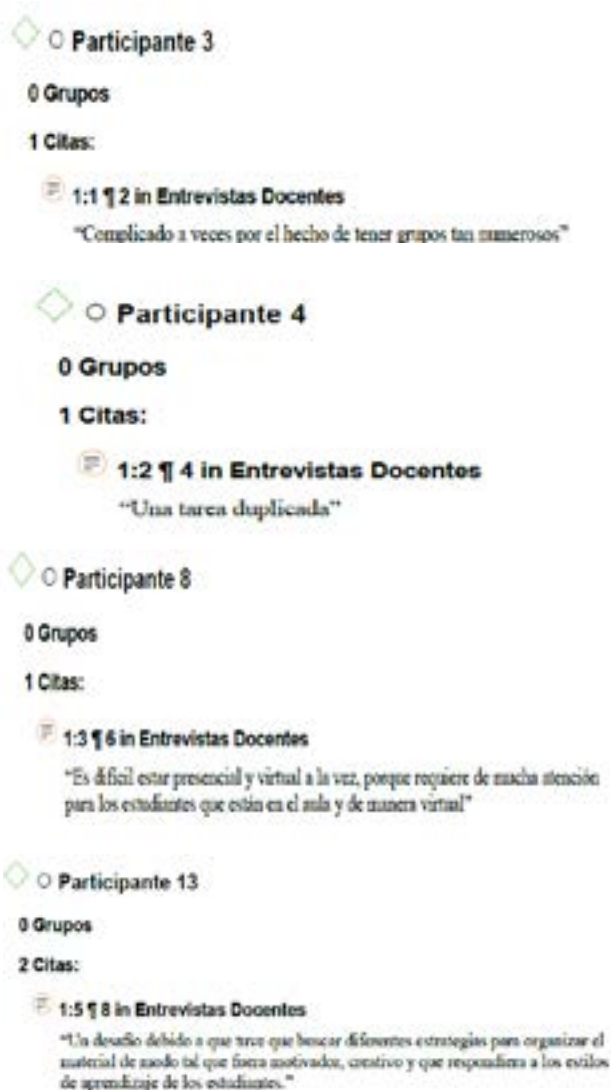 Participante 3
0 Grupos
1 Citas:
1:1 ¶ 2 in Entrevistas Docentes
“Complicado a veces por el hecho de tener grupos tan numerosos”
Participante 4
0 Grupos
1 Citas:
1:2 ¶ 4 in Entrevistas Docentes
“Una tarea duplicada”
Participante 8
0 Grupos
1 Citas:
1:3 ¶ 6 in Entrevistas Docentes
“Es dificil estar presencial y virtual a la vez, porque requiere de mucha atención
para los estudiantes que están en el aula y de manera virtual”
Participante 13
0 Grupos
2 Citas:
1:5 ¶ 8 in Entrevistas Docentes
“Un desafío debido a que tuve que buscar diferentes estrategias para organizar el
material de modo tal que fuera motivador, creativo y que respondiera a los estilos
de aprendizaje de los estudiantes.”